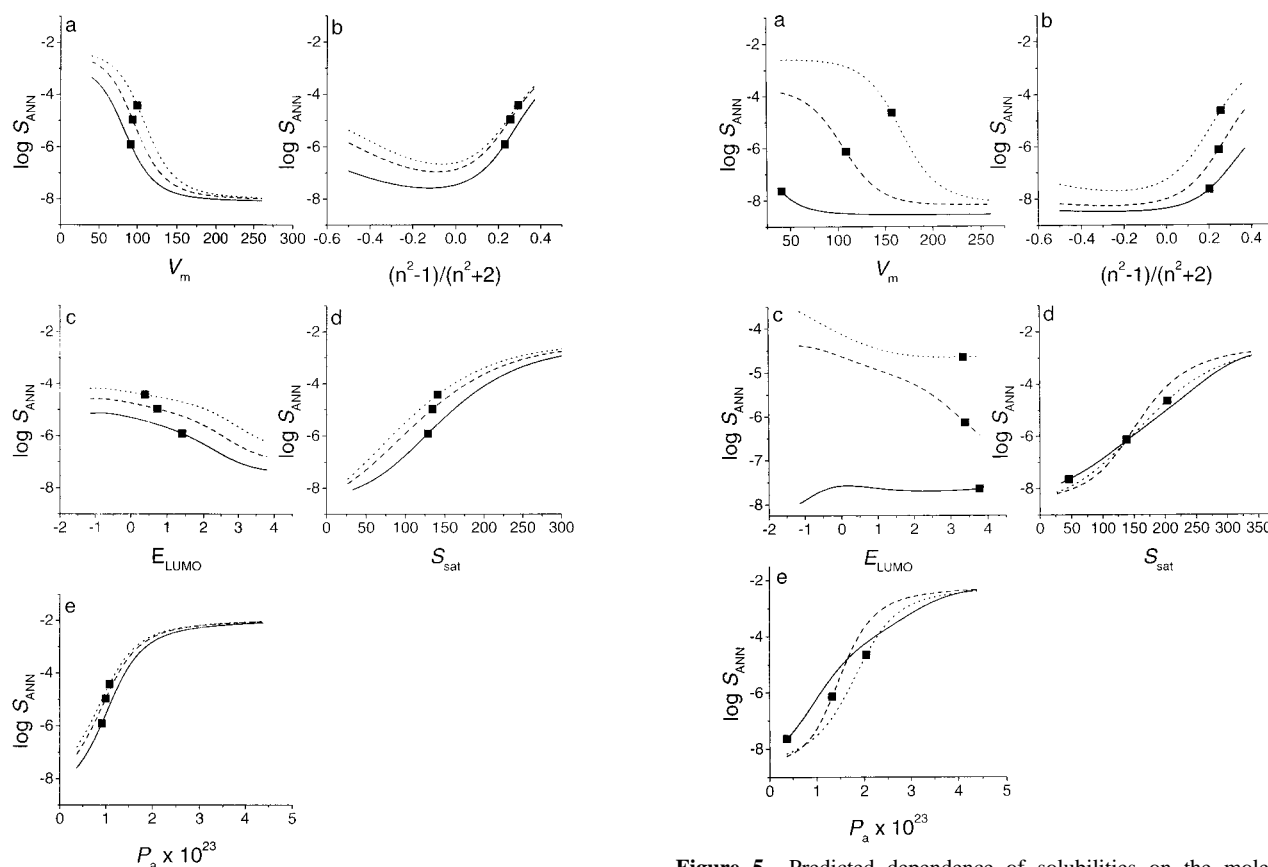 a
-2
-4
-6
-8
log S_ANN
0 50 100 150 200 250 300
V_m
b
-2
-4
-6
-8
log S_ANN
-0.6 -0.4 -0.2 0.0 0.2 0.4
(n²-1)/(n²+2)
c
-2
-4
-6
-8
log S_ANN
-2 -1 0 1 2 3 4
E_LUMO
d
-2
-4
-6
-8
log S_ANN
0 50 100 150 200 250 300
S_sat
e
-2
-4
-6
-8
log S_ANN
0 1 2 3 4 5
P_a x 10²³
a
-2
-4
-6
-8
log S_ANN
50 100 150 200 250
V_m
b
-2
-4
-6
-8
log S_ANN
-0.6 -0.4 -0.2 0.0 0.2 0.4
(n²-1)/(n²+2)
c
-4
-5
-6
-7
-8
log S_ANN
-2 -1 0 1 2 3 4
E_LUMO
d
-2
-4
-6
-8
log S_ANN
0 50 100 150 200 250 300 350
S_sat
e
-2
-4
-6
-8
log S_ANN
0 1 2 3 4 5
P_a x 10²³
Figure 5. Predicted dependence of solubilities on the mole